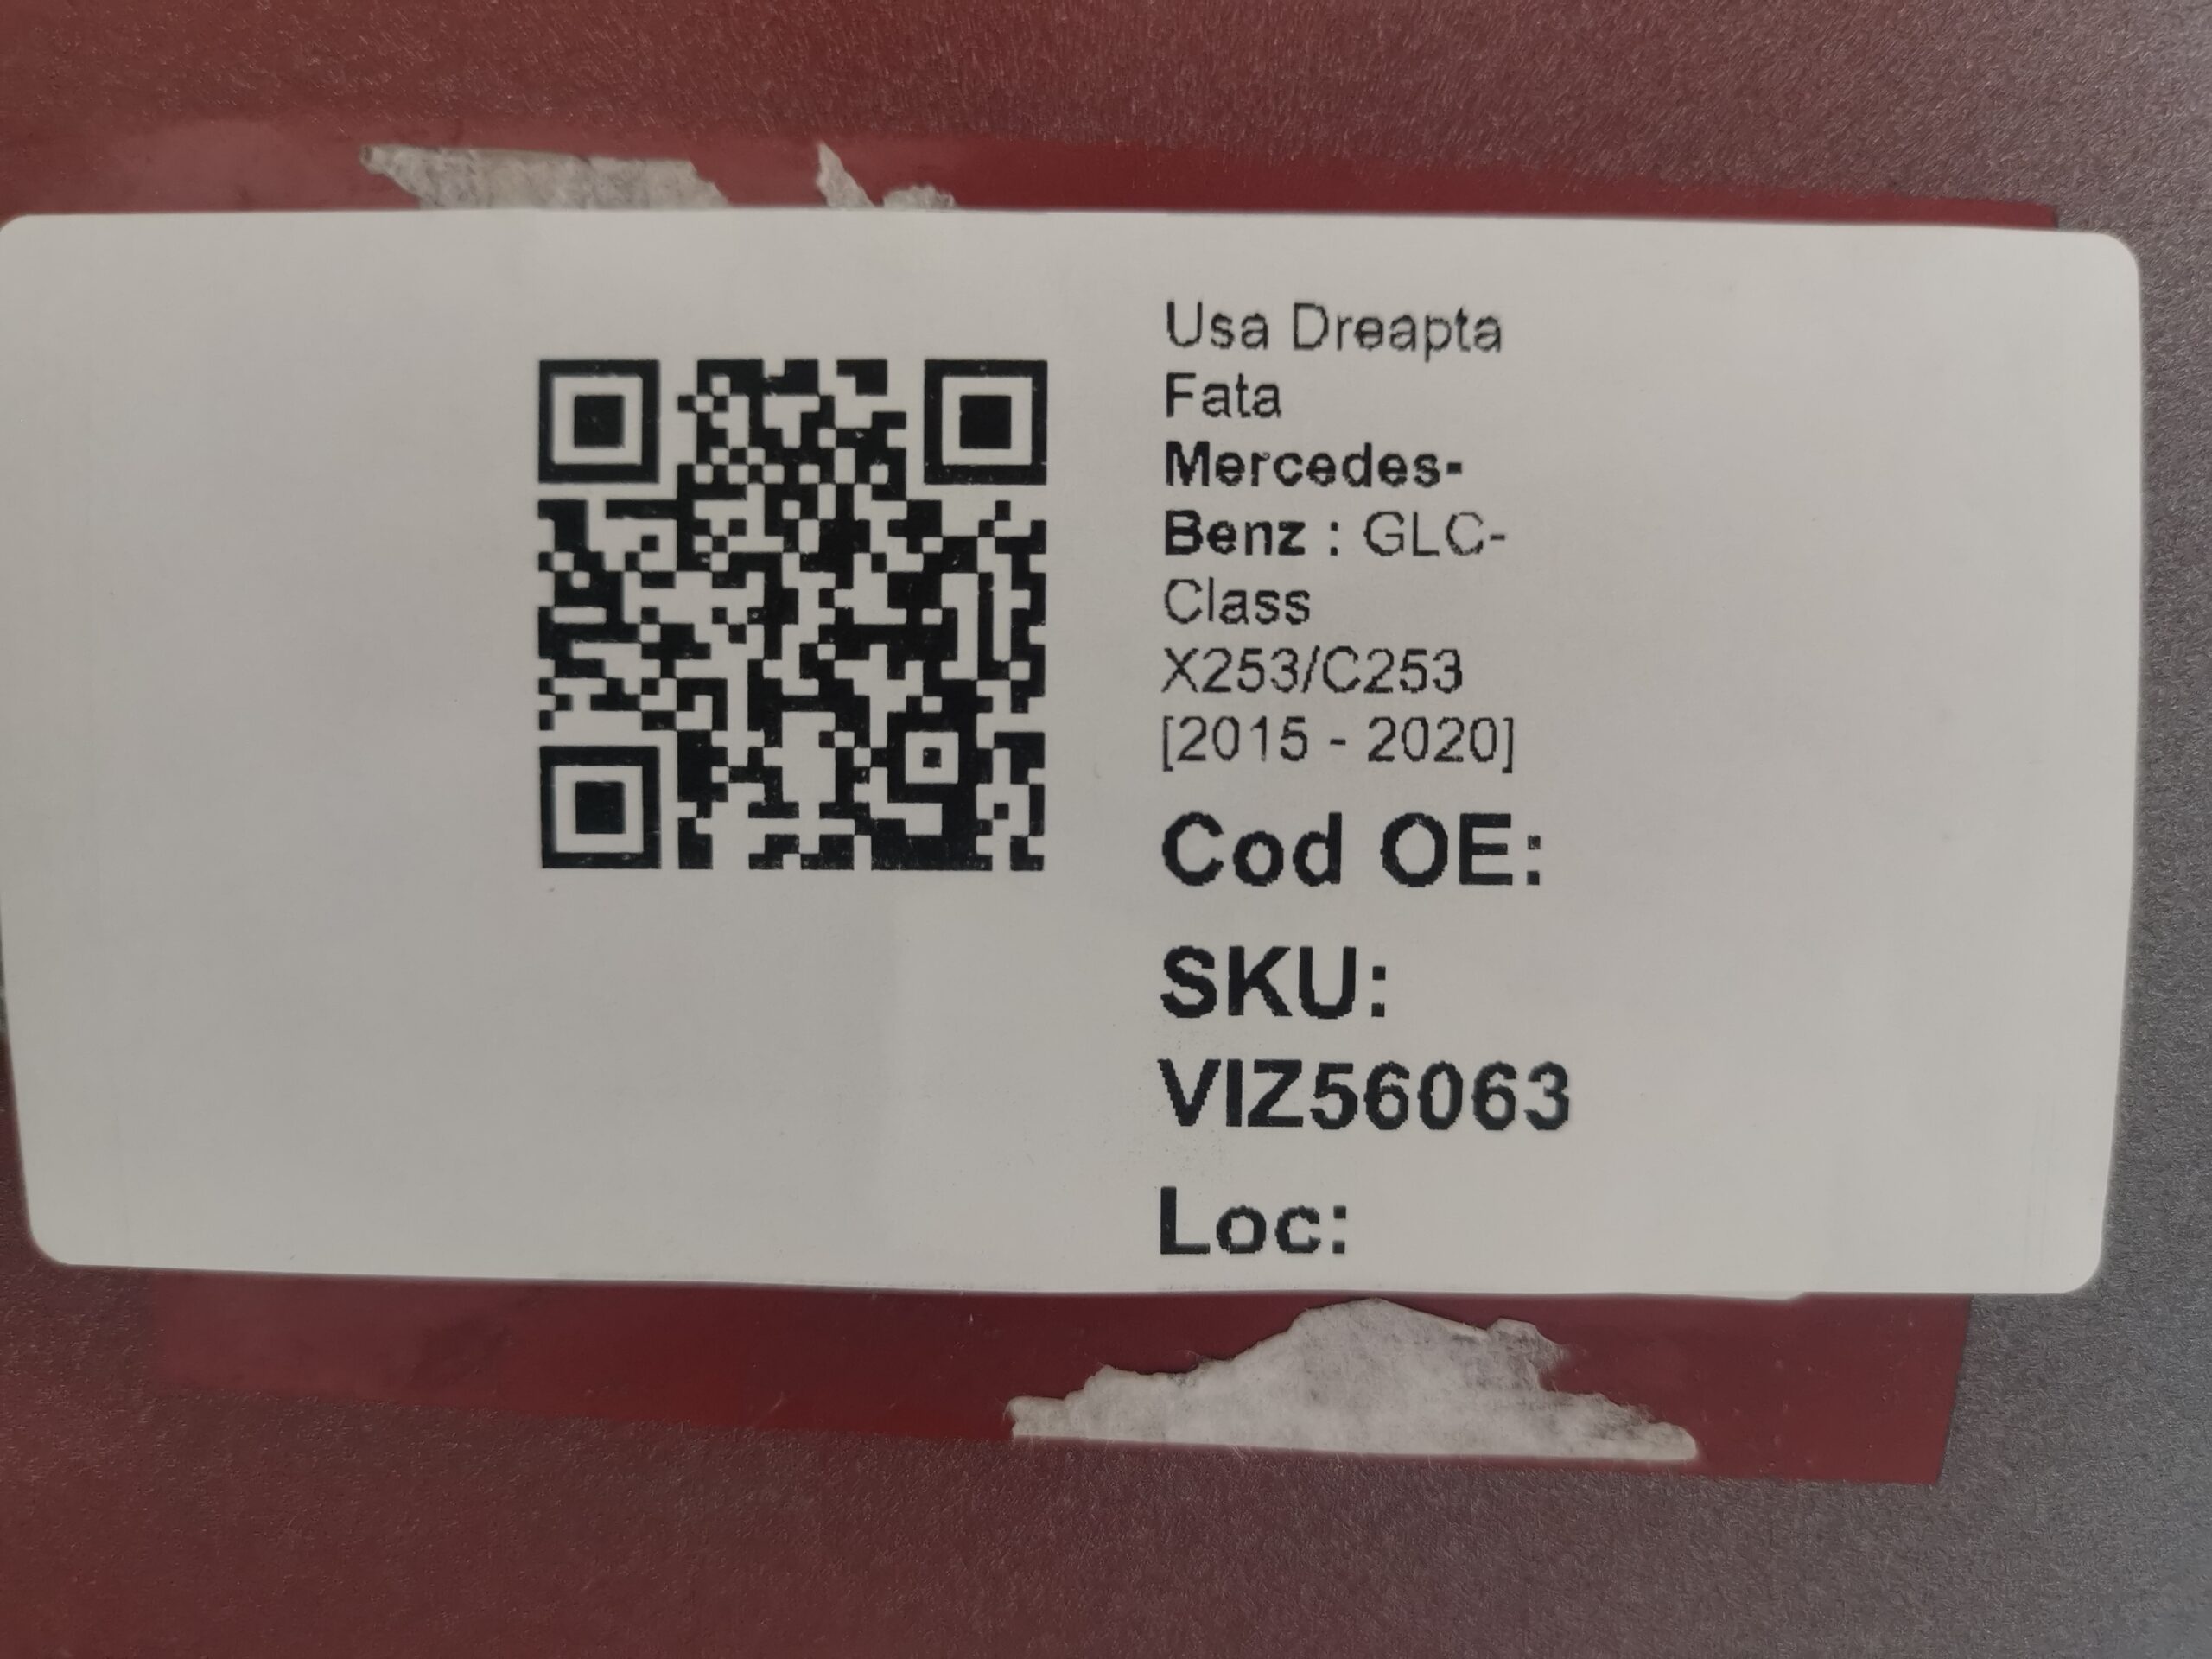 Usa Dreapta
Fata
Mercedes-
Benz : GLC-
Class
X253/C253
[2015 - 2020]
Cod OE:
SKU:
VIZ56063
Loc: